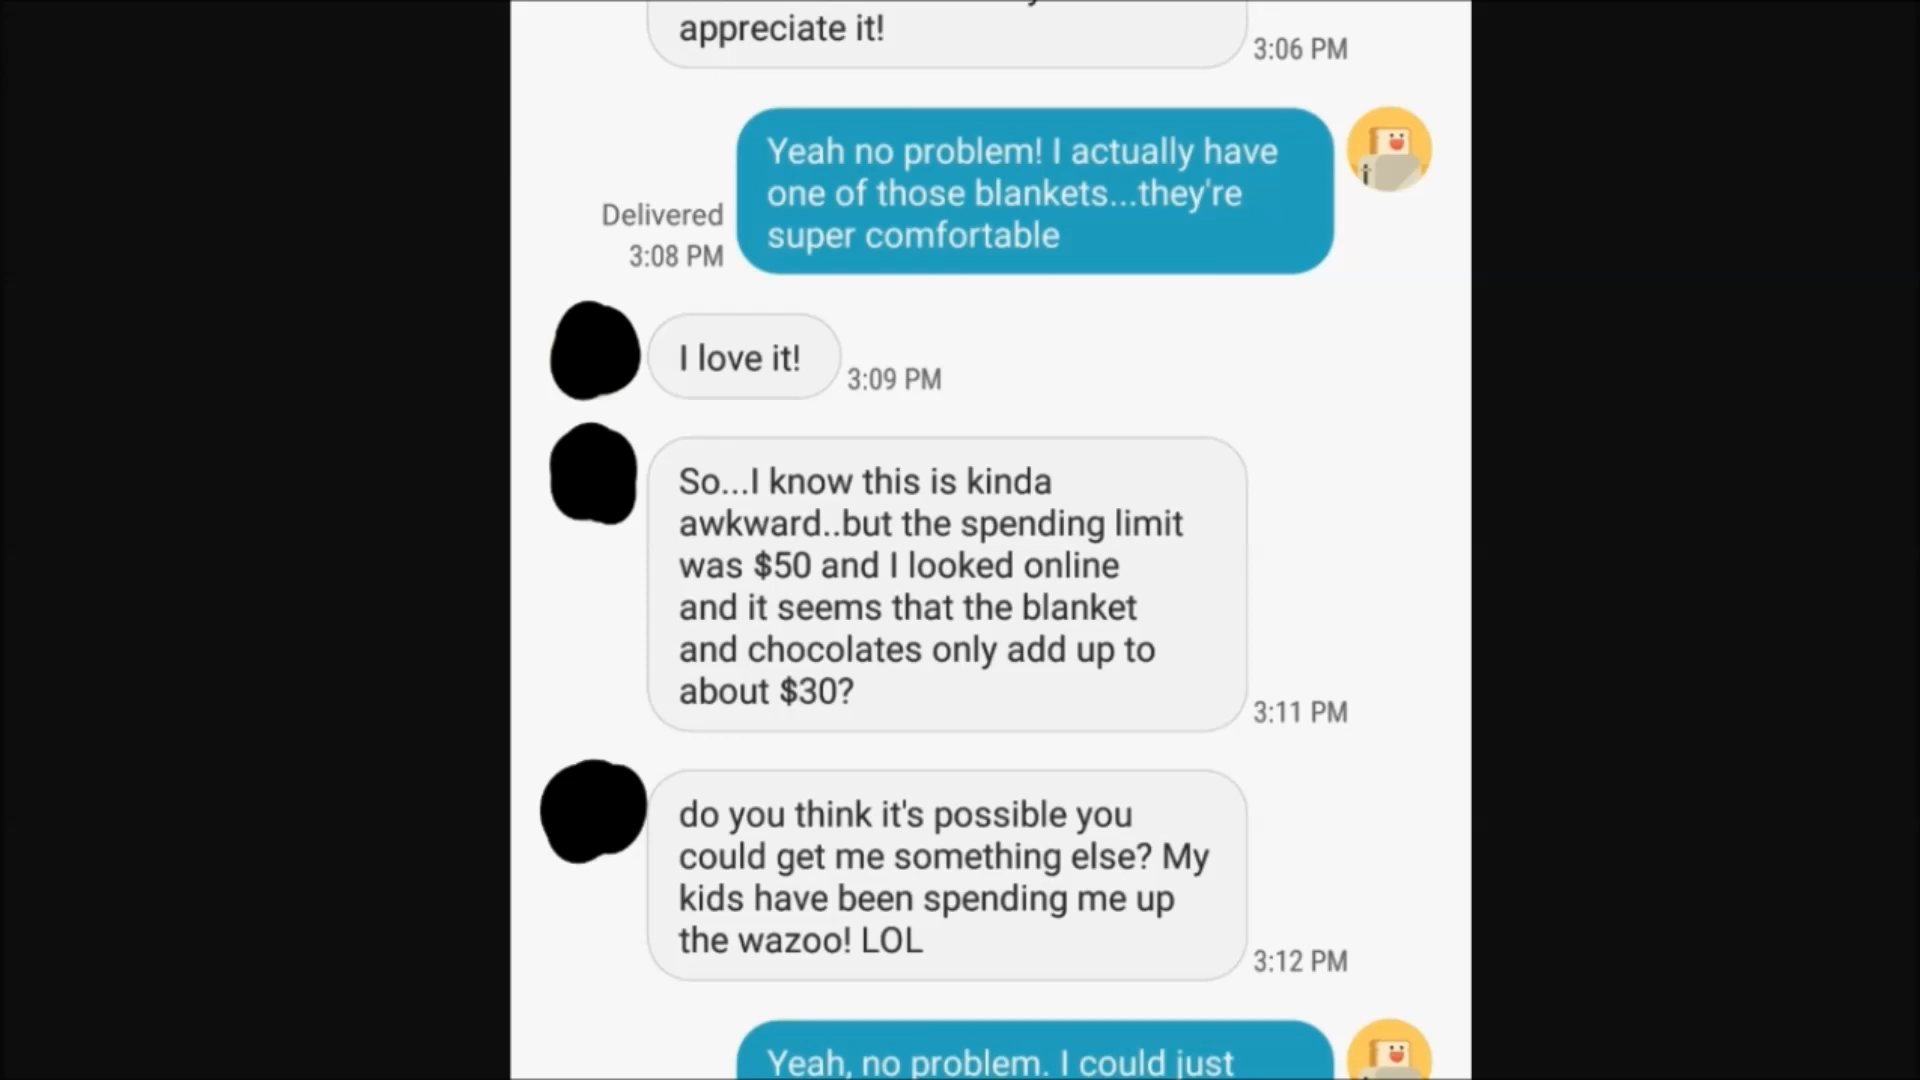 appreciate it!
3:06 PM
Yeah no problem! I actually have
one of those blankets...they're
super comfortable
Delivered
3:08 PM
I love it!
3:09 PM
So...I know this is kinda
awkward..but the spending limit
was $50 and I looked online
and it seems that the blanket
and chocolates only add up to
about $30?
3:11 PM
do you think it's possible you
could get me something else? My
kids have been spending me up
the wazoo! LOL
3:12 PM
Yeah, no problem. I could just